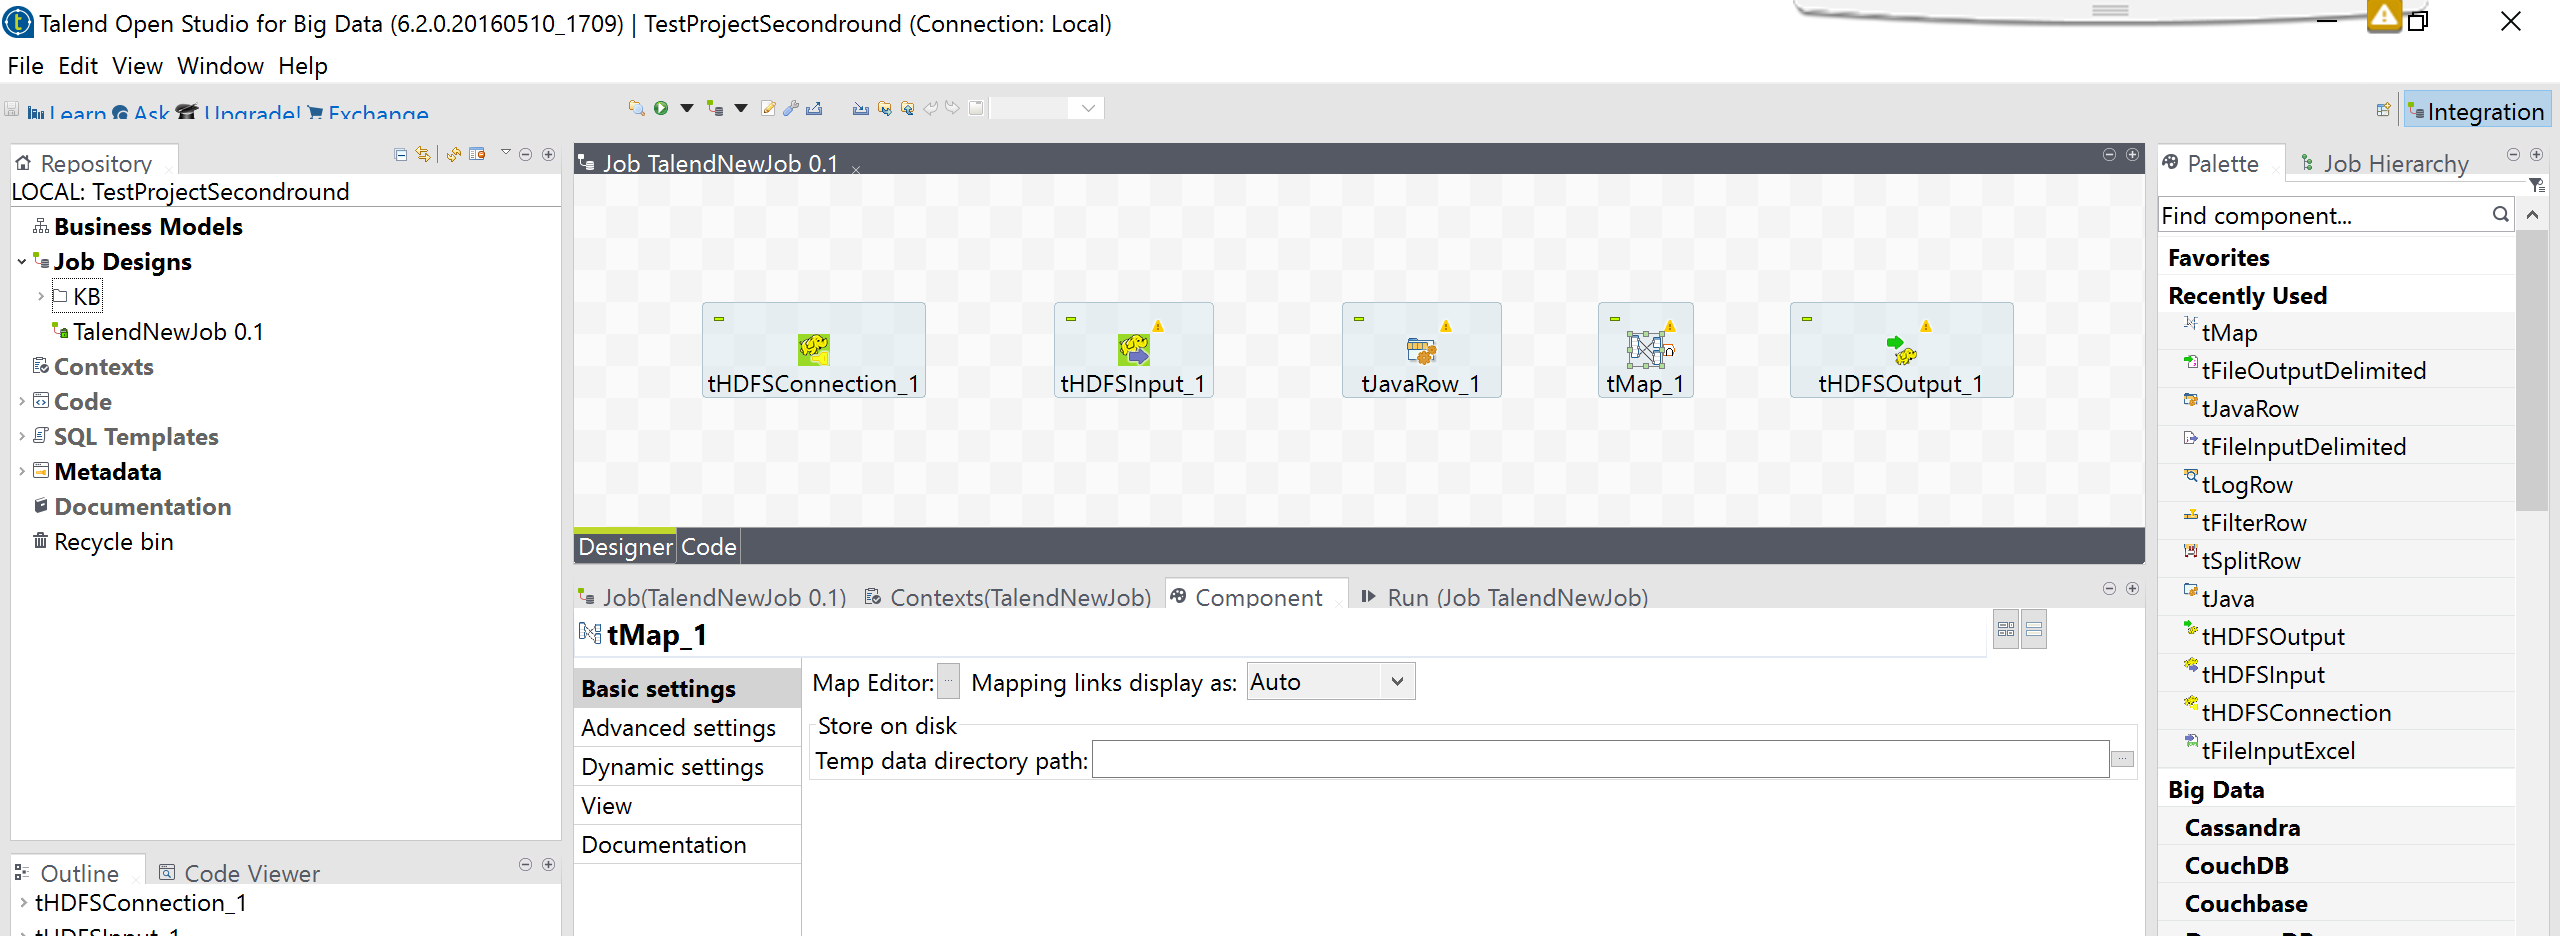 Talend Open Studio for Big Data (6.2.0.20160510_1709) | TestProjectSecondround (Connection: Local)
File Edit View Window Help
Learn Ask Upgrade! Exchange
Integration
Repository
LOCAL: TestProjectSecondround
Business Models
Job Designs
KB
TalendNewJob 0.1
Contexts
Code
SQL Templates
Metadata
Documentation
Recycle bin
Outline Code Viewer
tHDFSConnection_1
tHDFSInput_1
Job TalendNewJob 0.1
tHDFSConnection_1 tHDFSInput_1 tJavaRow_1 tMap_1 tHDFSOutput_1
Designer Code
Job(TalendNewJob 0.1) Contexts(TalendNewJob) Component Run (Job TalendNewJob)
tMap_1
Basic settings
Advanced settings
Dynamic settings
View
Documentation
Map Editor: ... Mapping links display as: Auto
Store on disk
Temp data directory path: ...
Palette Job Hierarchy
Find component...
Favorites
Recently Used
tMap
tFileOutputDelimited
tJavaRow
tFileInputDelimited
tLogRow
tFilterRow
tSplitRow
tJava
tHDFSOutput
tHDFSInput
tHDFSConnection
tFileInputExcel
Big Data
Cassandra
CouchDB
Couchbase